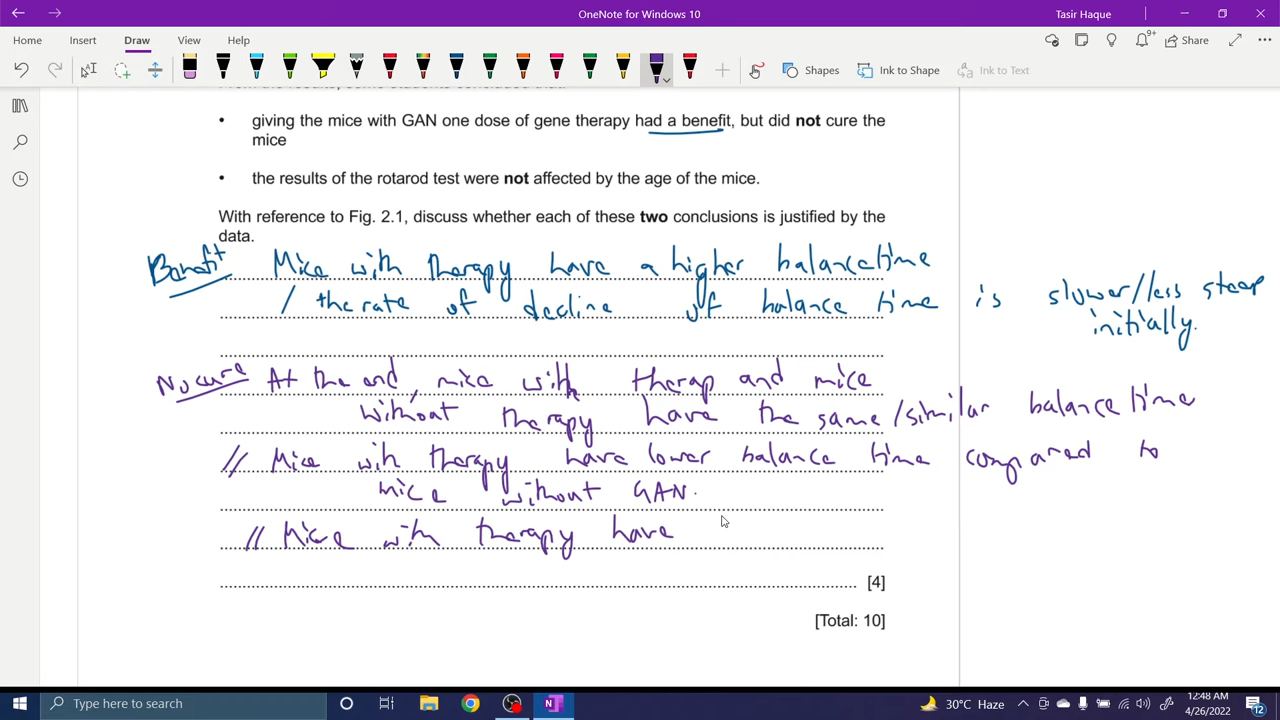 OneNote for Windows 10
Tasir Haque
Home Insert Draw View Help
Share
Shapes
Ink to Shape
Ink to Text
• giving the mice with GAN one dose of gene therapy had a benefit, but did not cure the
mice
• the results of the rotarod test were not affected by the age of the mice.
With reference to Fig. 2.1, discuss whether each of these two conclusions is justified by the
data.
Benefit Mice with therapy have a higher balance time
/ the rate of decline of balance time is slower/less steep
initially.
No cure At the end, mice with therap and mice
without therapy have the same/similar balance time
// Mice with therapy have lower balance time compared to
mice without GAN.
// Mice with therapy have
[4]
[Total: 10]
Type here to search
30°C Haze
12:48 AM
4/26/2022
12